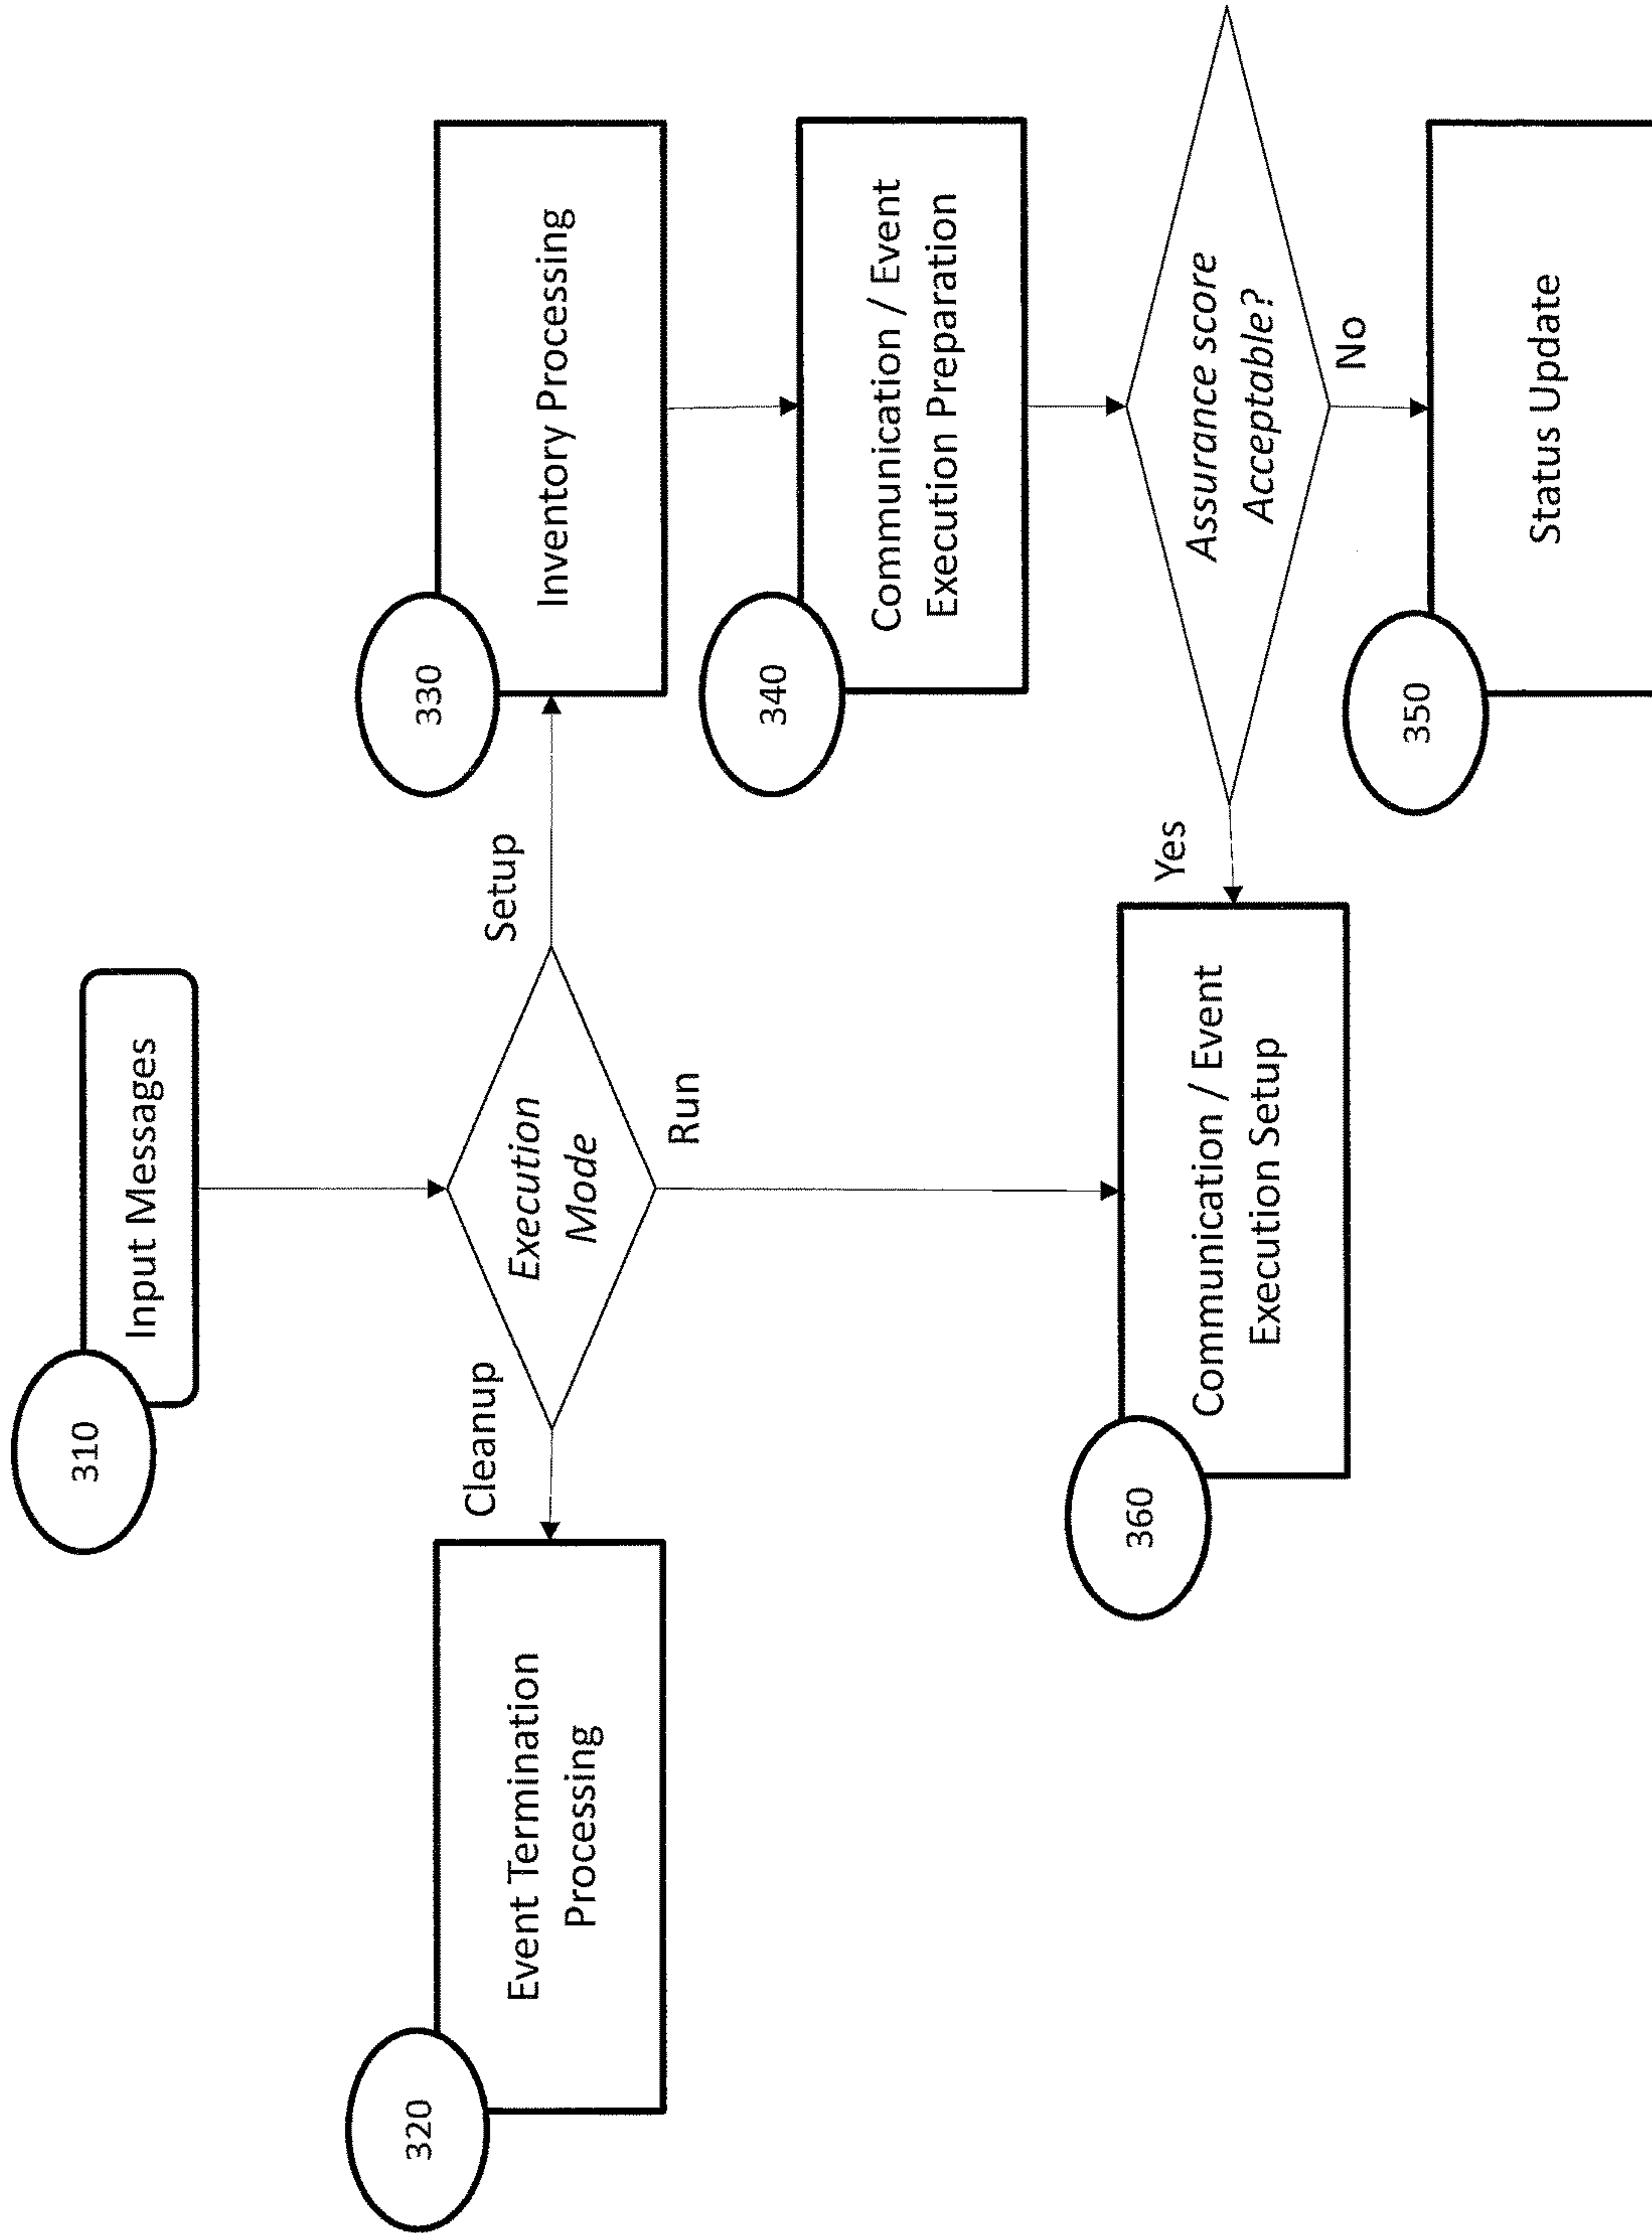 310
Input Messages
Execution
Mode
Cleanup
Setup
Run
320
Event Termination
Processing
330
Inventory Processing
340
Communication / Event
Execution Preparation
Assurance score
Acceptable?
Yes
No
360
Communication / Event
Execution Setup
350
Status Update